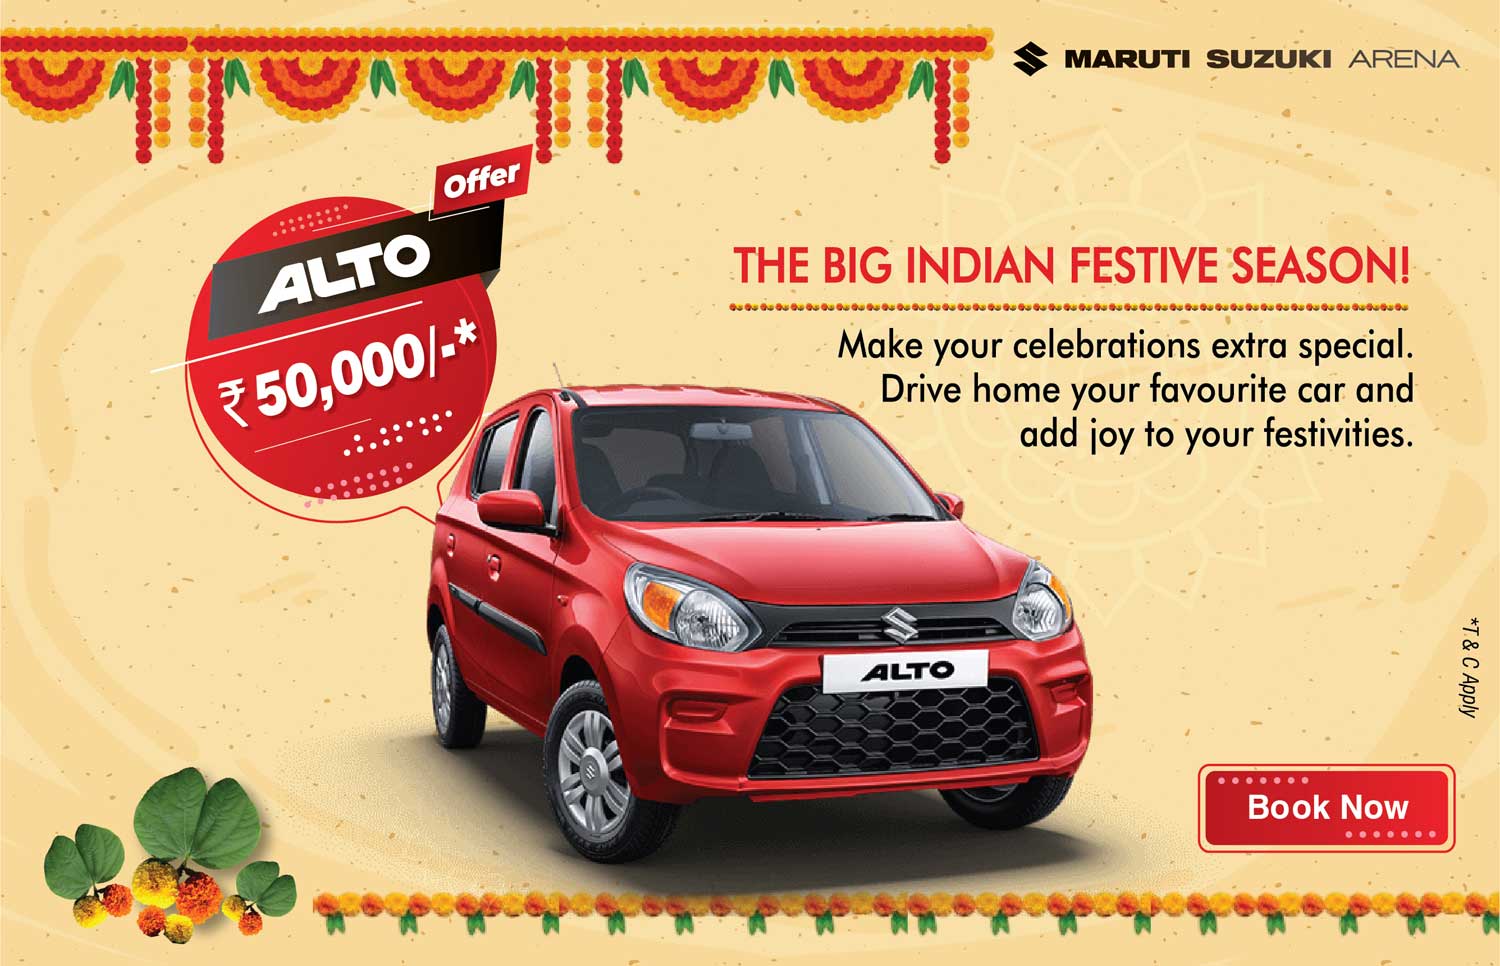 MARUTI SUZUKI ARENA
Offer
ALTO
₹ 50,000/-*
THE BIG INDIAN FESTIVE SEASON!
Make your celebrations extra special.
Drive home your favourite car and
add joy to your festivities.
ALTO
*T & C Apply
Book Now